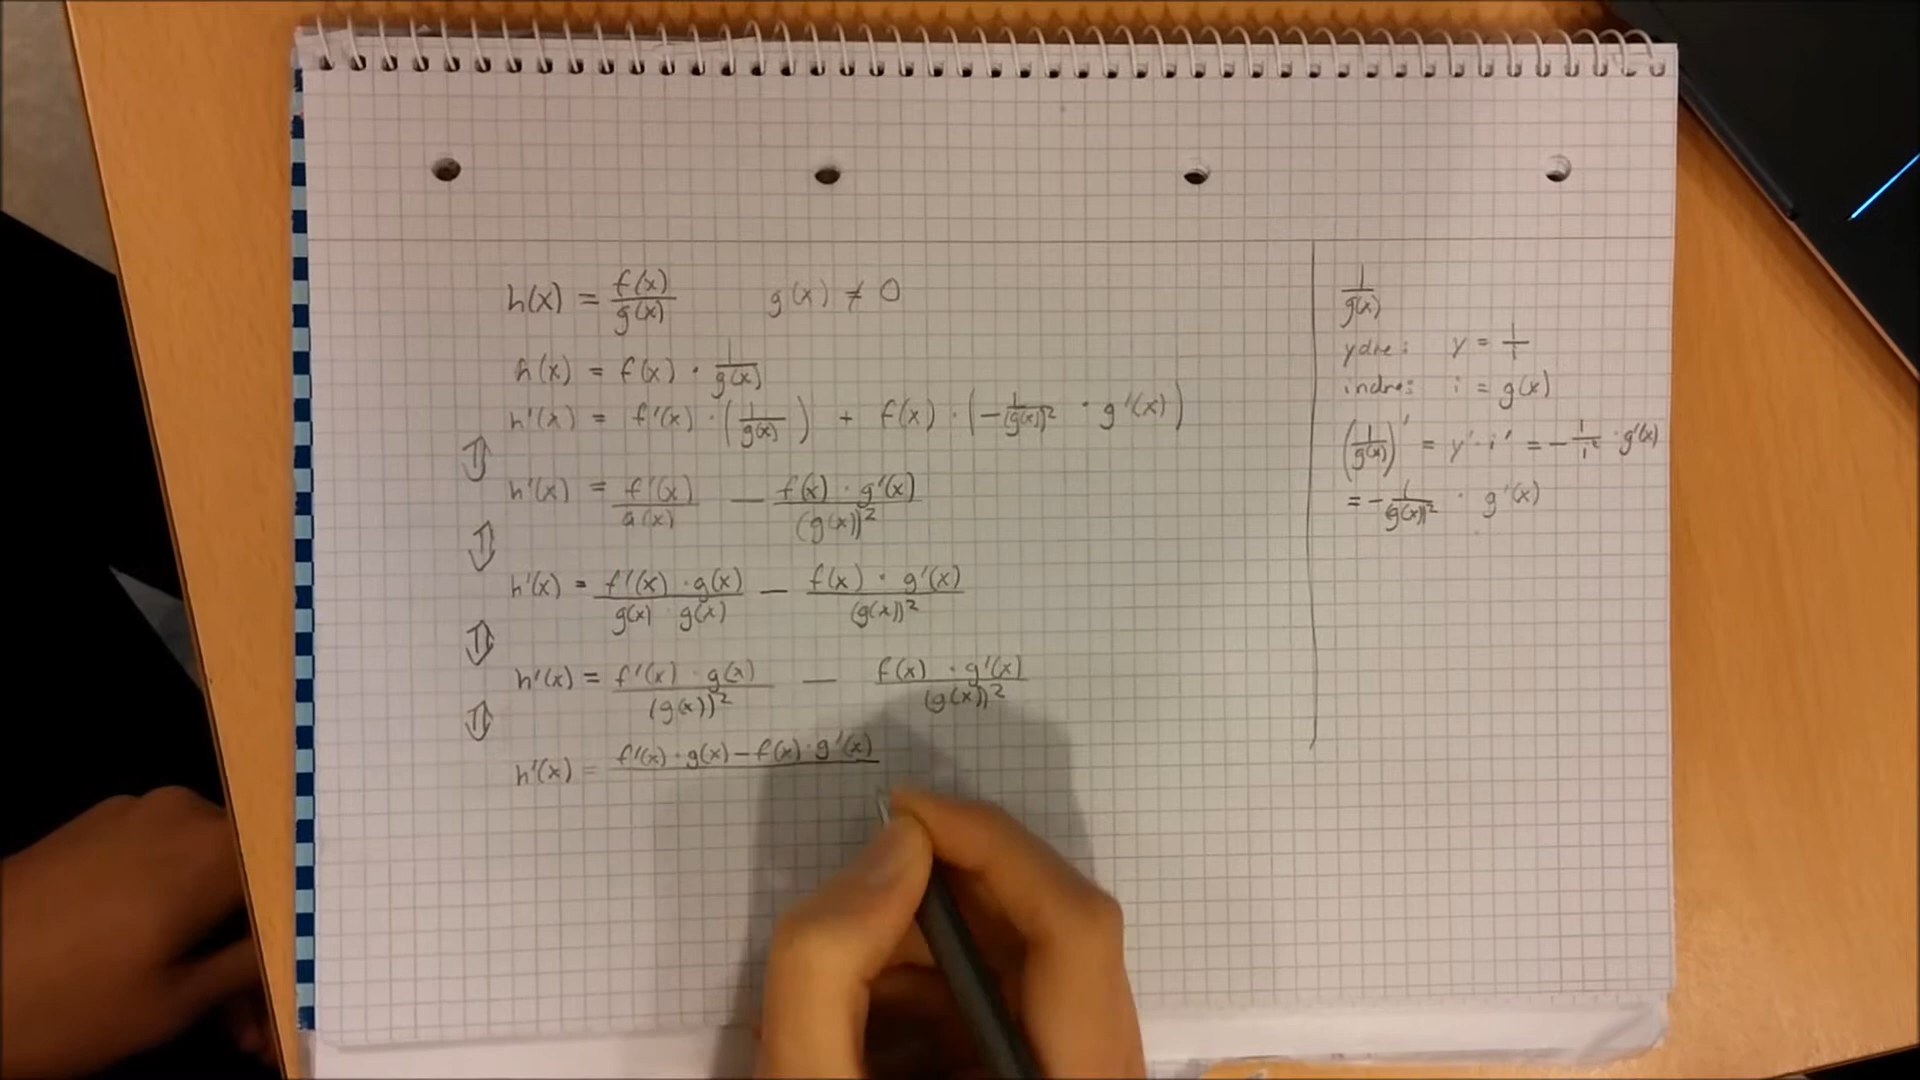 h(x) = f(x)/g(x)    g(x) ≠ 0
h(x) = f(x) · 1/g(x)
h'(x) = f'(x) · (1/g(x)) + f(x) · (-1/(g(x))² · g'(x))
⇕ h'(x) = f'(x)/g(x) - f(x) · g'(x)/(g(x))²
⇕ h'(x) = f'(x) · g(x)/g(x) · g(x) - f(x) · g'(x)/(g(x))²
⇕ h'(x) = f'(x) · g(x)/(g(x))² - f(x) · g'(x)/(g(x))²
⇕ h'(x) = f'(x) · g(x) - f(x) · g'(x)
1/g(x)
ydre: y = 1/i
indre: i = g(x)
(1/g(x))' = y' · i' = -1/i² · g'(x)
= -1/(g(x))² · g'(x)